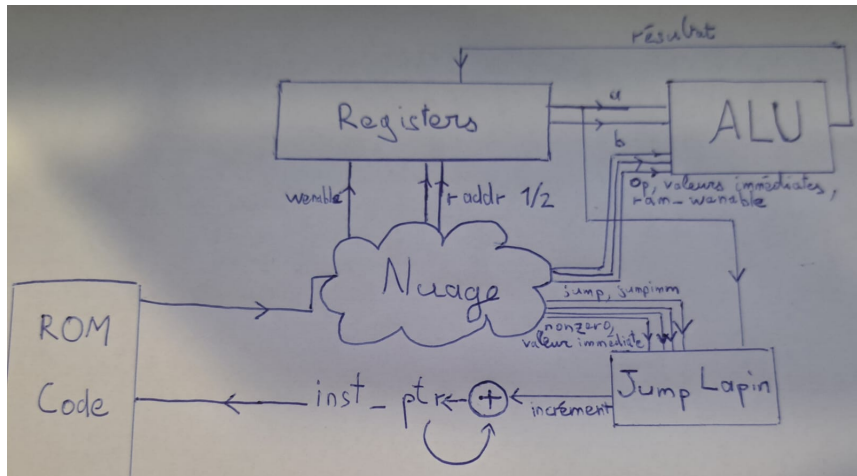 résultat
Registers
a
b
ALU
wenable
r addr 1/2
op, valeurs immédiates,
ram_wenable
Nuage
jump, jumpimm
nonzero,
valeur immédiate
ROM
Code
inst_ptr
+
incrément
Jump Lapin